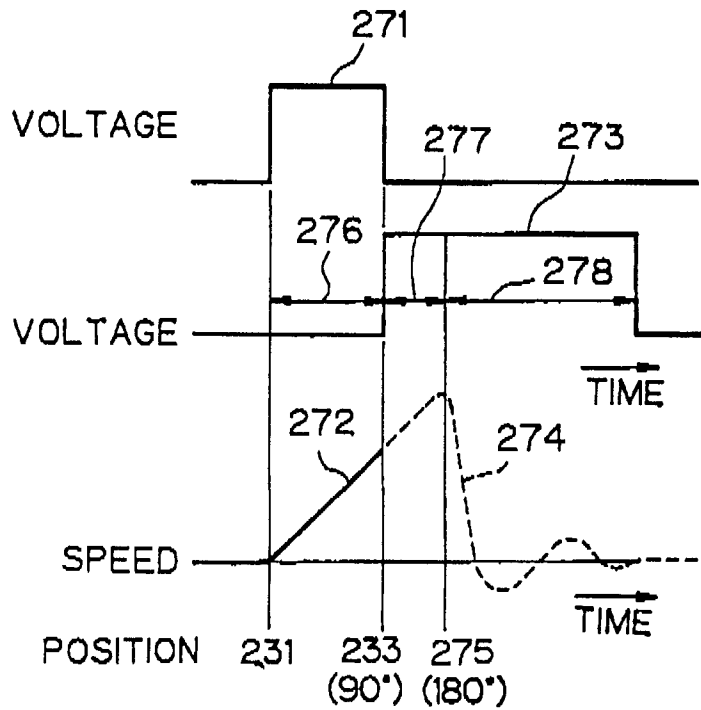 271
VOLTAGE
277
273
276
278
VOLTAGE
TIME
272
274
SPEED
TIME
POSITION 231 233 275
(90°) (180°)